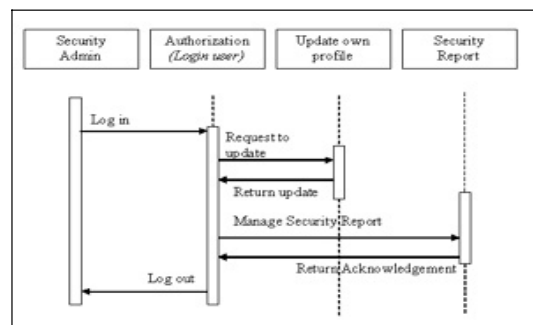 Security
Admin
Authorization
(Login user)
Update own
profile
Security
Report
Log in
Request to
update
Return update
Manage Security Report
Return Acknowledgement
Log out